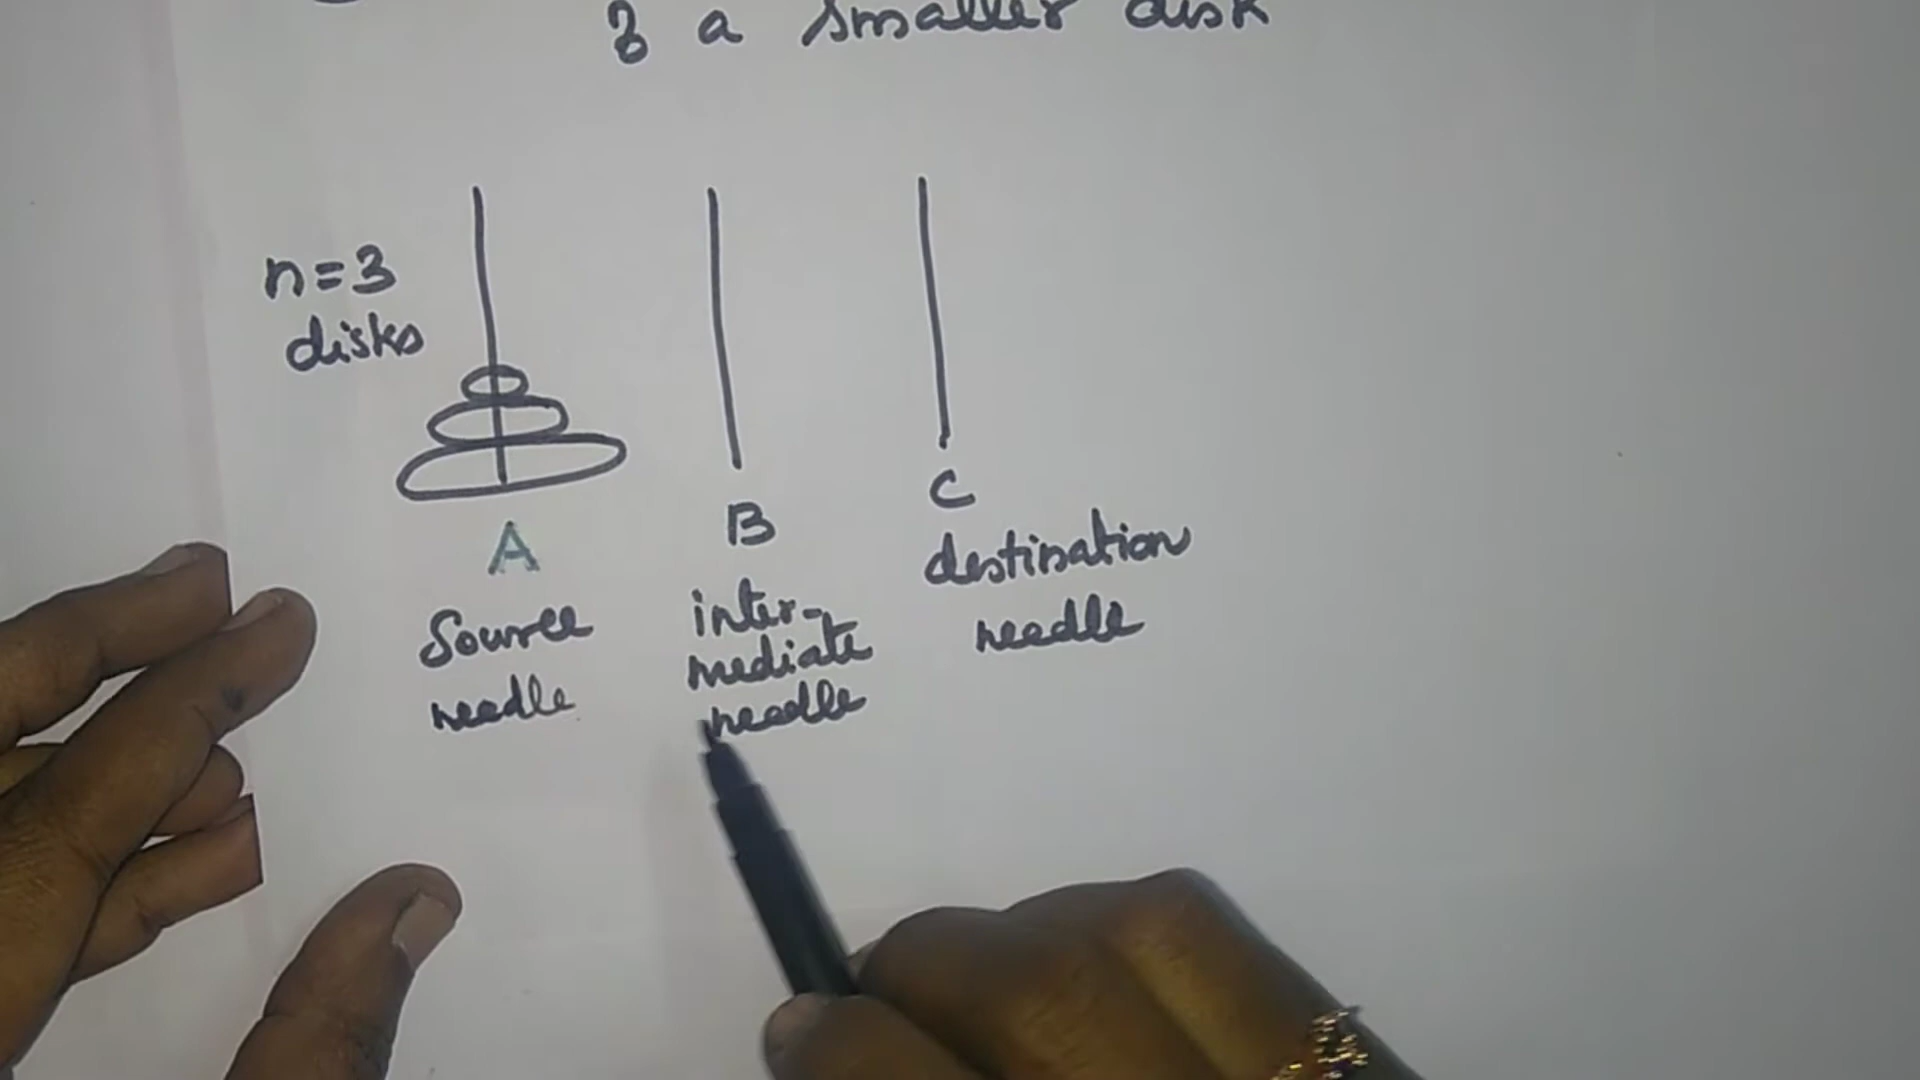 a smaller disk
n=3
disks
A
B
C
Source
needle
inter-
mediate
needle
destination
needle